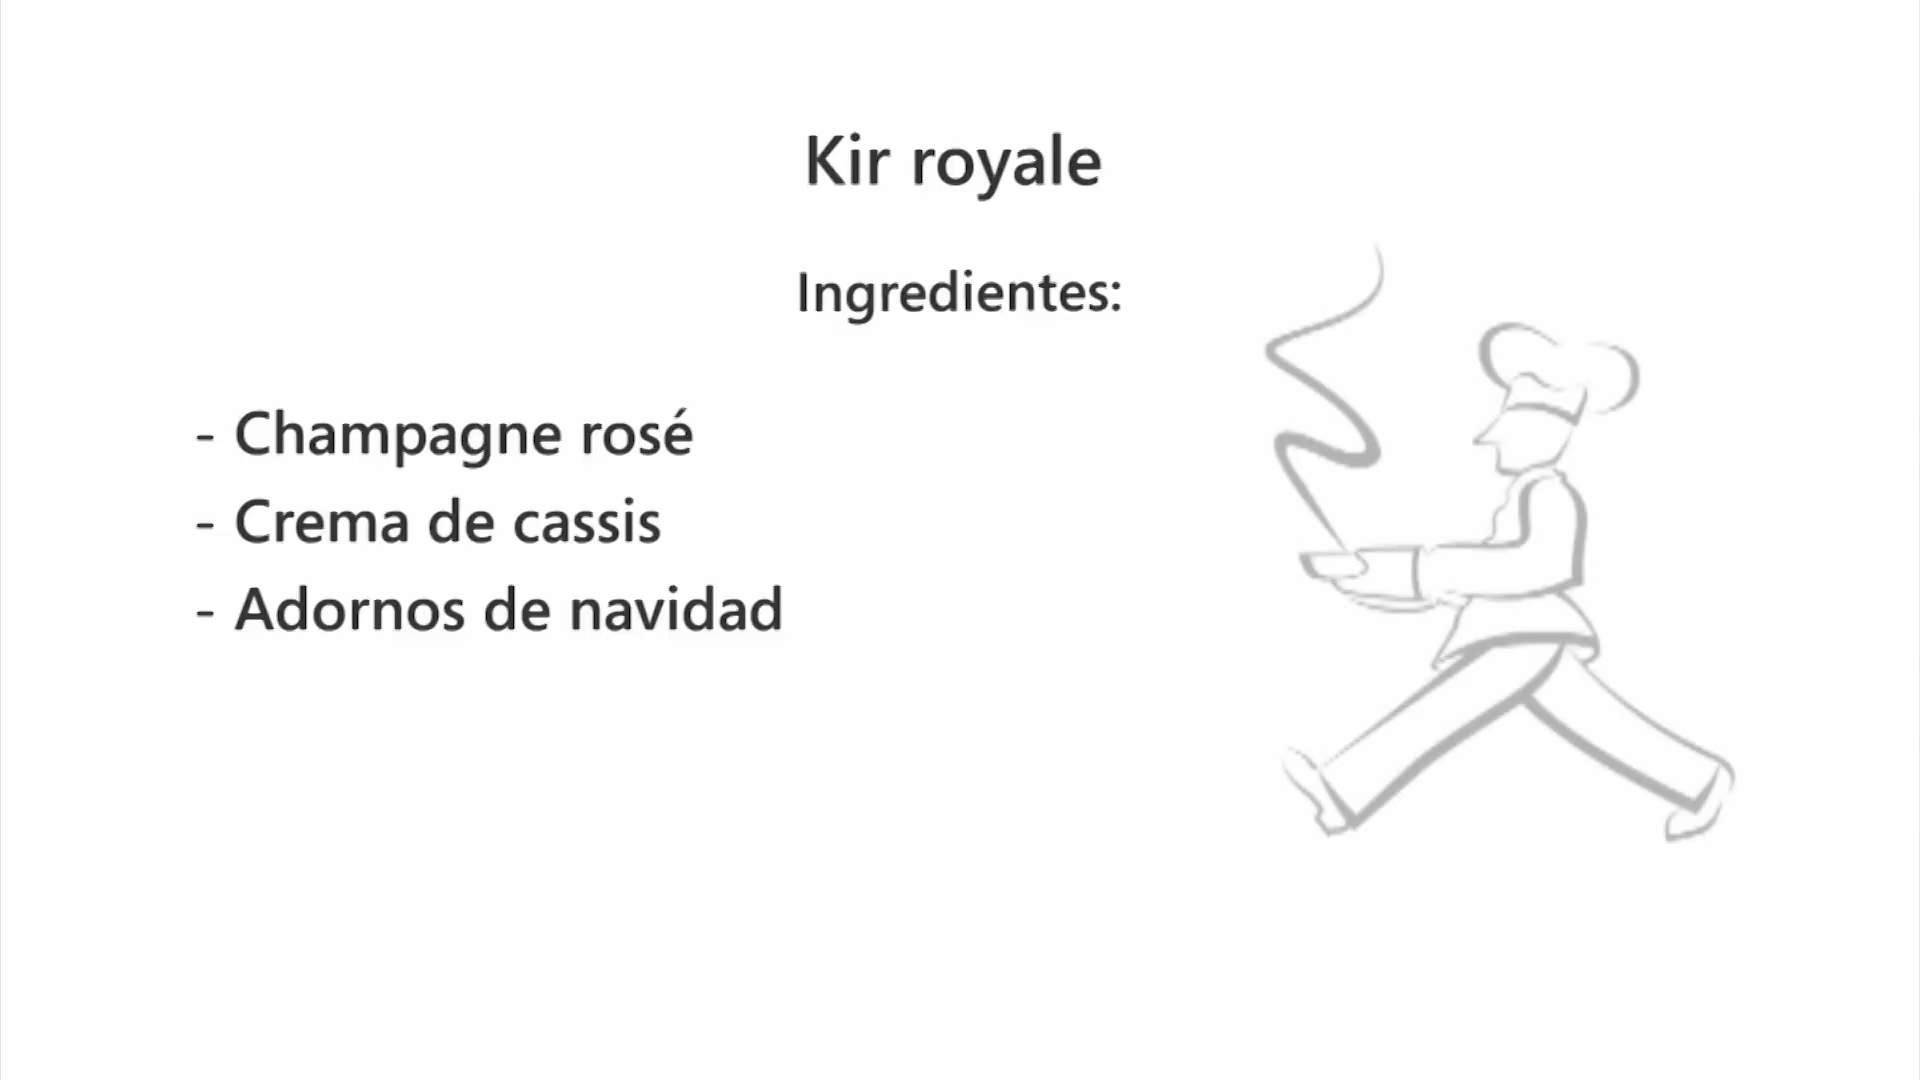 Kir royale
Ingredientes:
- Champagne rosé
- Crema de cassis
- Adornos de navidad